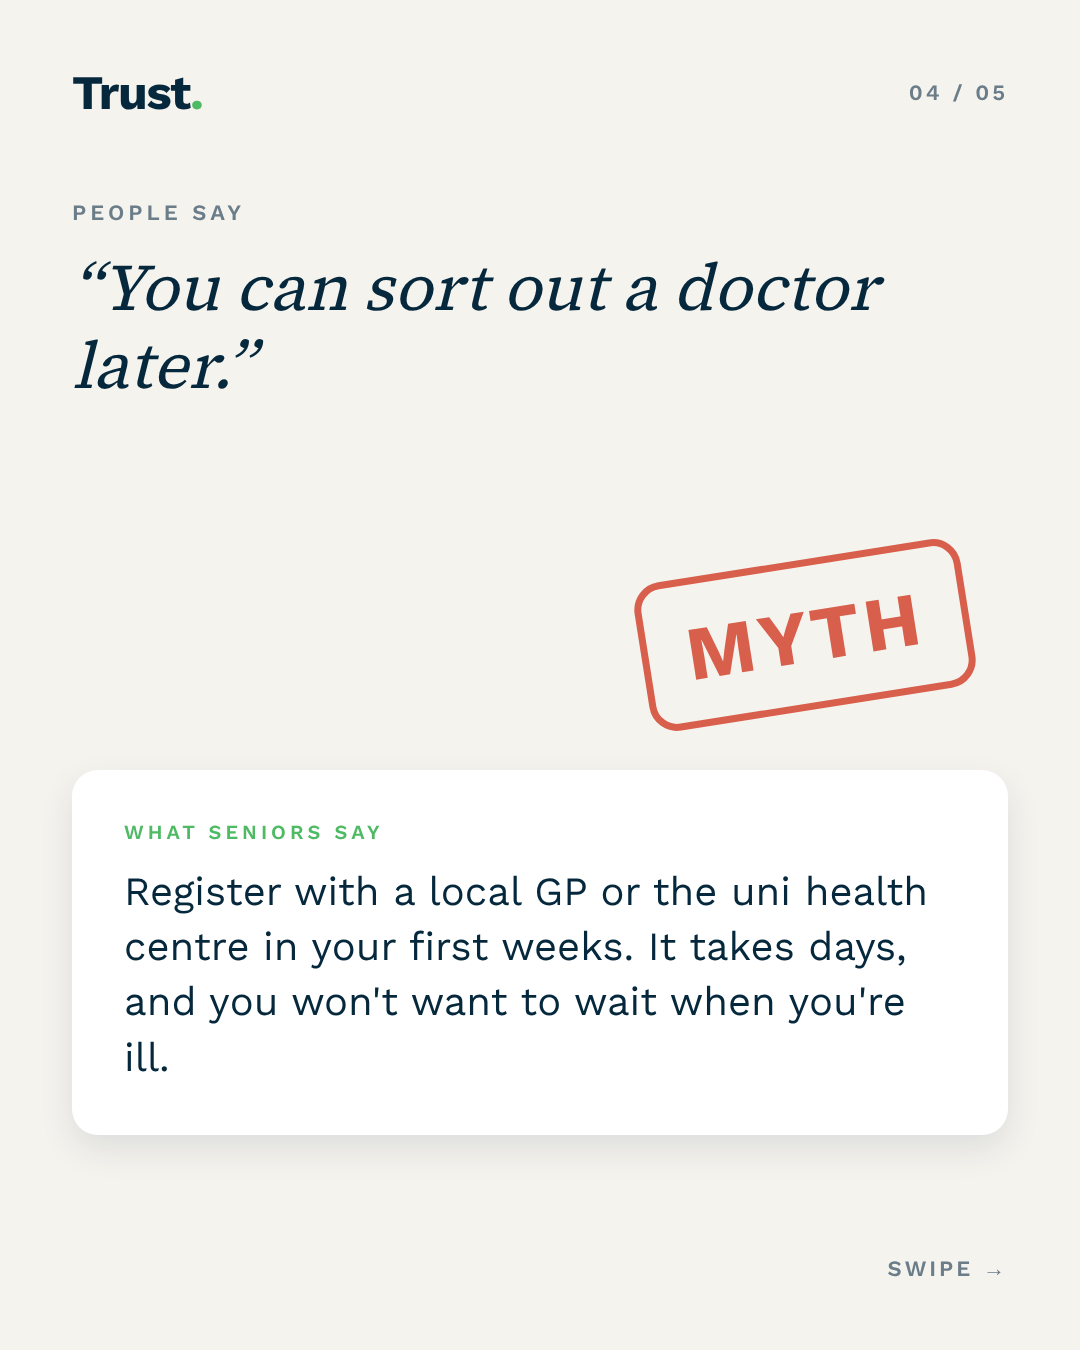 Trust.
04 / 05
PEOPLE SAY
“You can sort out a doctor
later.”
MYTH
WHAT SENIORS SAY
Register with a local GP or the uni health
centre in your first weeks. It takes days,
and you won't want to wait when you're
ill.
SWIPE →